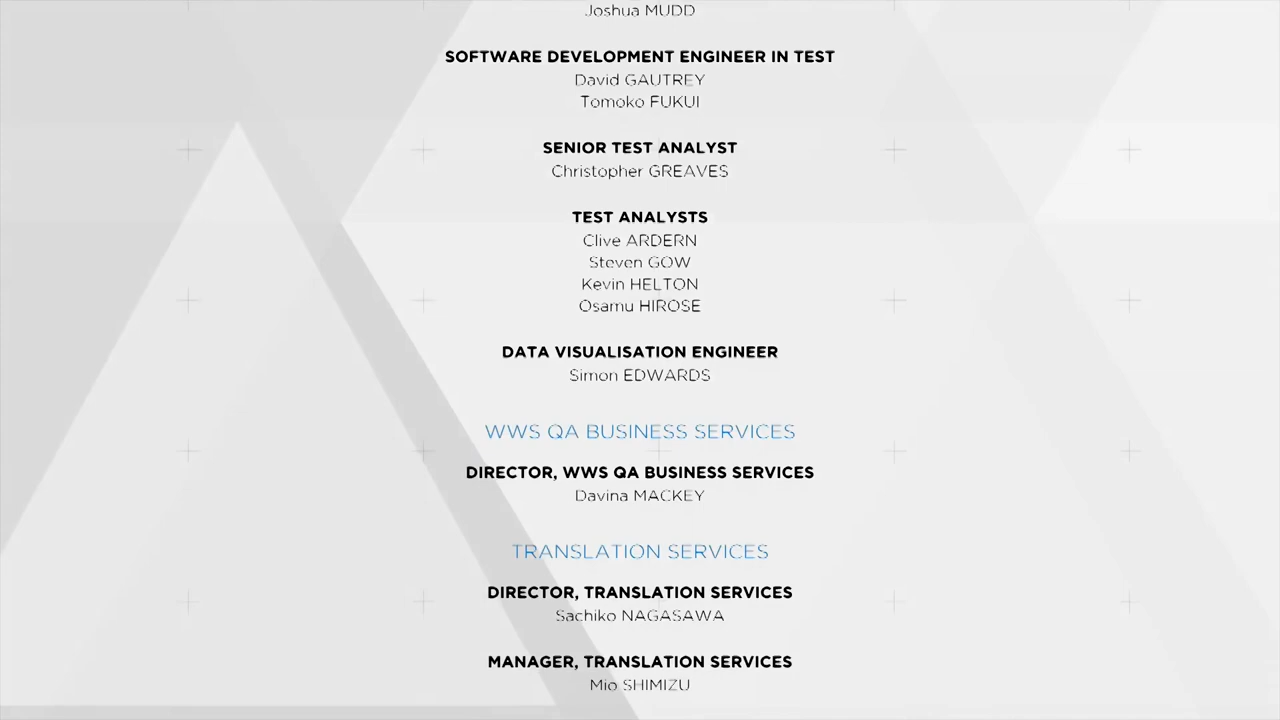 Joshua MUDD
SOFTWARE DEVELOPMENT ENGINEER IN TEST
David GAUTREY
Tomoko FUKUI
SENIOR TEST ANALYST
Christopher GREAVES
TEST ANALYSTS
Clive ARDERN
Steven GOW
Kevin HELTON
Osamu HIROSE
DATA VISUALISATION ENGINEER
Simon EDWARDS
WWS QA BUSINESS SERVICES
DIRECTOR, WWS QA BUSINESS SERVICES
Davina MACKEY
TRANSLATION SERVICES
DIRECTOR, TRANSLATION SERVICES
Sachiko NAGASAWA
MANAGER, TRANSLATION SERVICES
Mio SHIMIZU